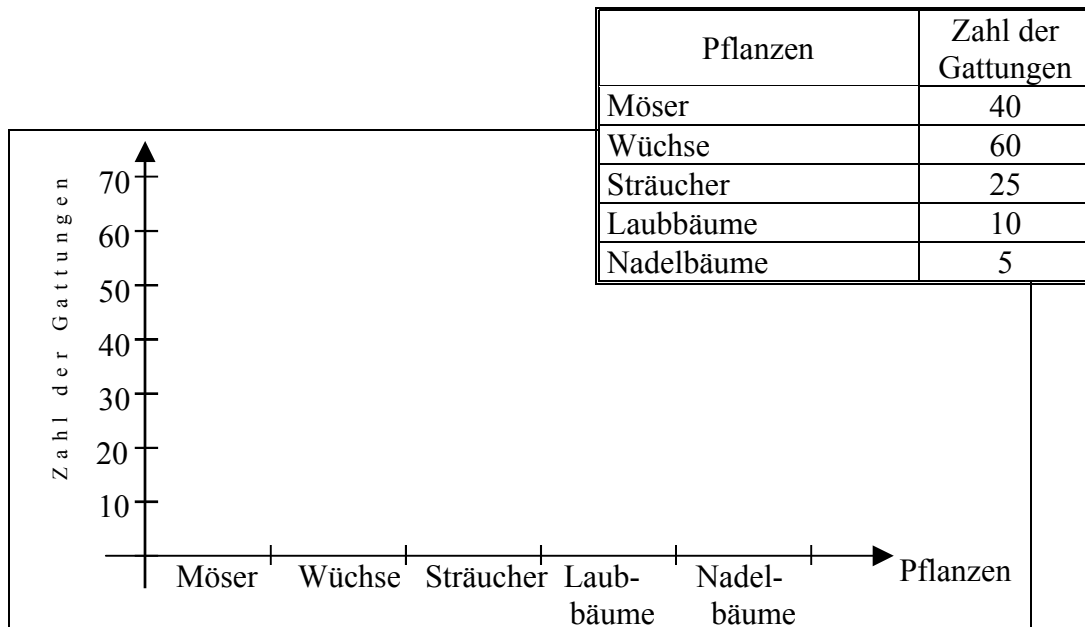 Pflanzen Zahl der
Gattungen
Möser 40
Wüchse 60
Sträucher 25
Laubbäume 10
Nadelbäume 5
Zahl der Gattungen
70
60
50
40
30
20
10
Möser Wüchse Sträucher Laub- Nadel- Pflanzen
bäume bäume